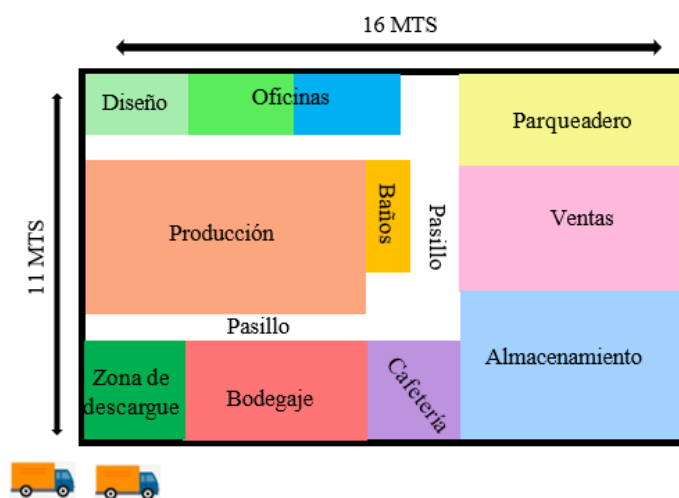 16 MTS
11 MTS
Diseño
Oficinas
Parqueadero
Producción
Baños
Pasillo
Ventas
Pasillo
Zona de
descargue
Bodegaje
Cafetería
Almacenamiento